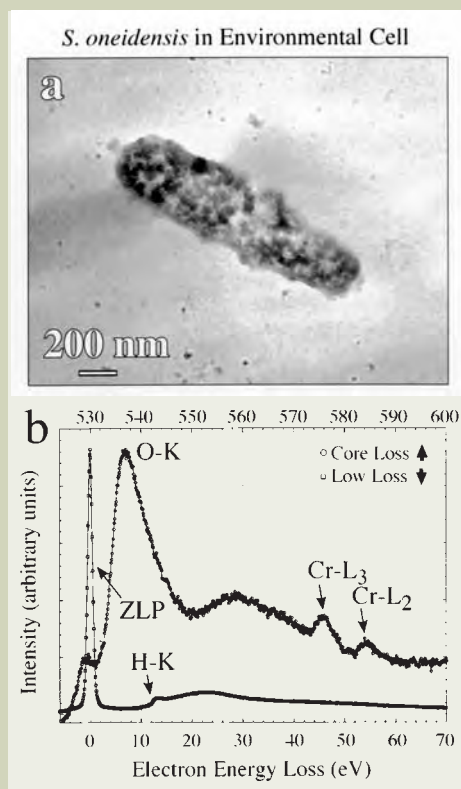 S. oneidensis in Environmental Cell
a
200 nm
b
530 540 550 560 570 580 590 600
O-K
Core Loss
Low Loss
ZLP
Cr-L3
Cr-L2
H-K
Intensity (arbitrary units)
0 10 20 30 40 50 60 70
Electron Energy Loss (eV)